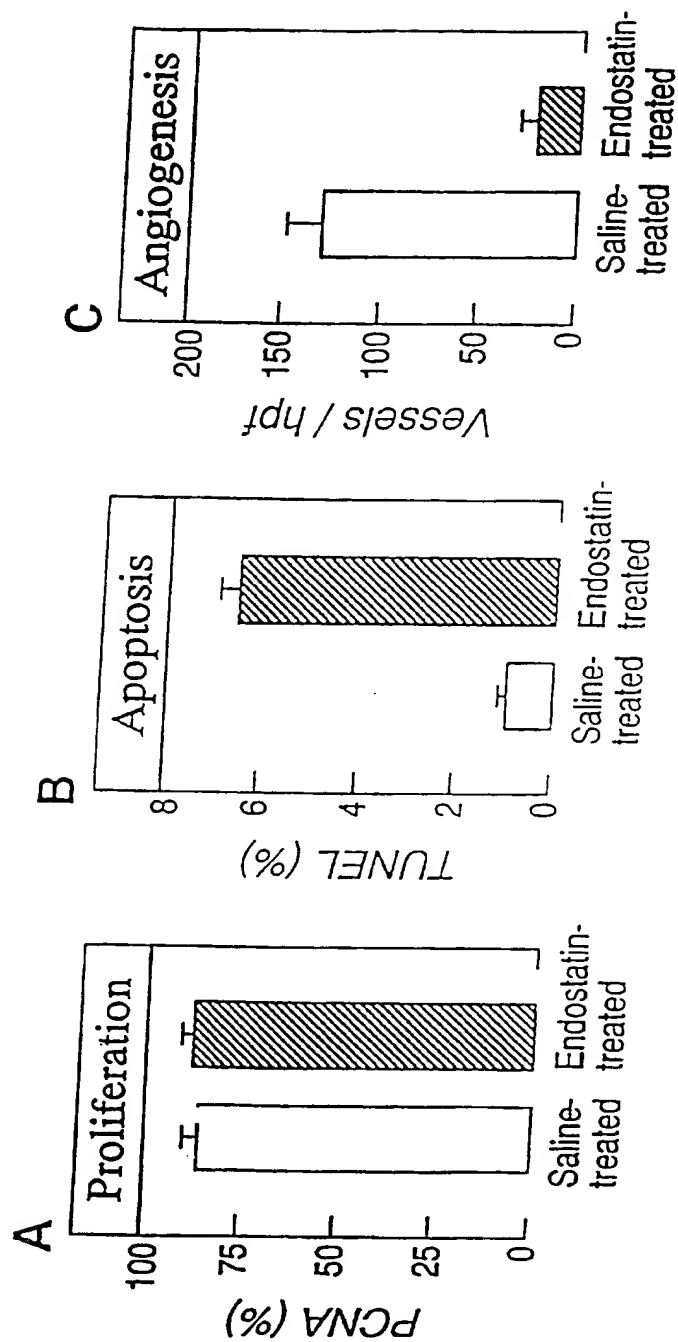 A
Proliferation
PCNA (%)
100
75
50
25
0
Saline-
treated
Endostatin-
treated
B
Apoptosis
TUNEL (%)
8
6
4
2
0
Saline-
treated
Endostatin-
treated
C
Angiogenesis
Vessels / hpf
200
150
100
50
0
Saline-
treated
Endostatin-
treated